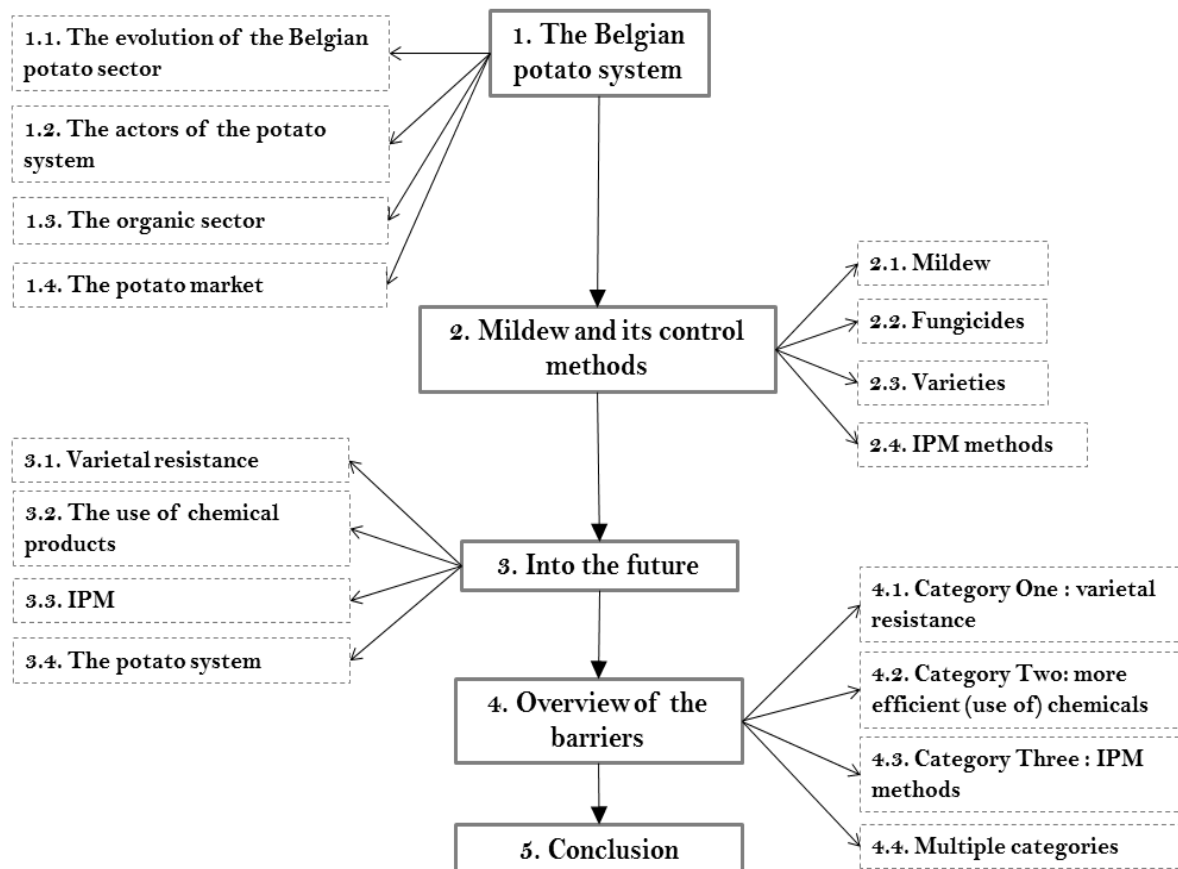 1. The Belgian
potato system
1.1. The evolution of the Belgian
potato sector
1.2. The actors of the potato
system
1.3. The organic sector
1.4. The potato market
2. Mildew and its control
methods
2.1. Mildew
2.2. Fungicides
2.3. Varieties
2.4. IPM methods
3. Into the future
3.1. Varietal resistance
3.2. The use of chemical
products
3.3. IPM
3.4. The potato system
4. Overview of the
barriers
4.1. Category One : varietal
resistance
4.2. Category Two: more
efficient (use of) chemicals
4.3. Category Three : IPM
methods
4.4. Multiple categories
5. Conclusion